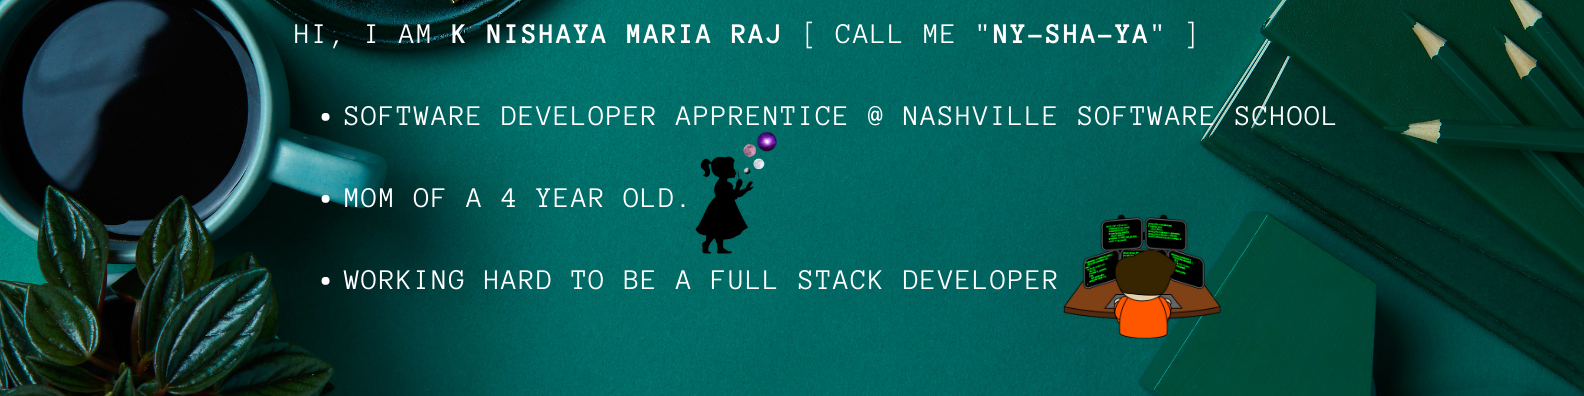 HI, I AM K NISHAYA MARIA RAJ [ CALL ME "NY-SHA-YA" ]
• SOFTWARE DEVELOPER APPRENTICE @ NASHVILLE SOFTWARE SCHOOL
• MOM OF A 4 YEAR OLD.
• WORKING HARD TO BE A FULL STACK DEVELOPER